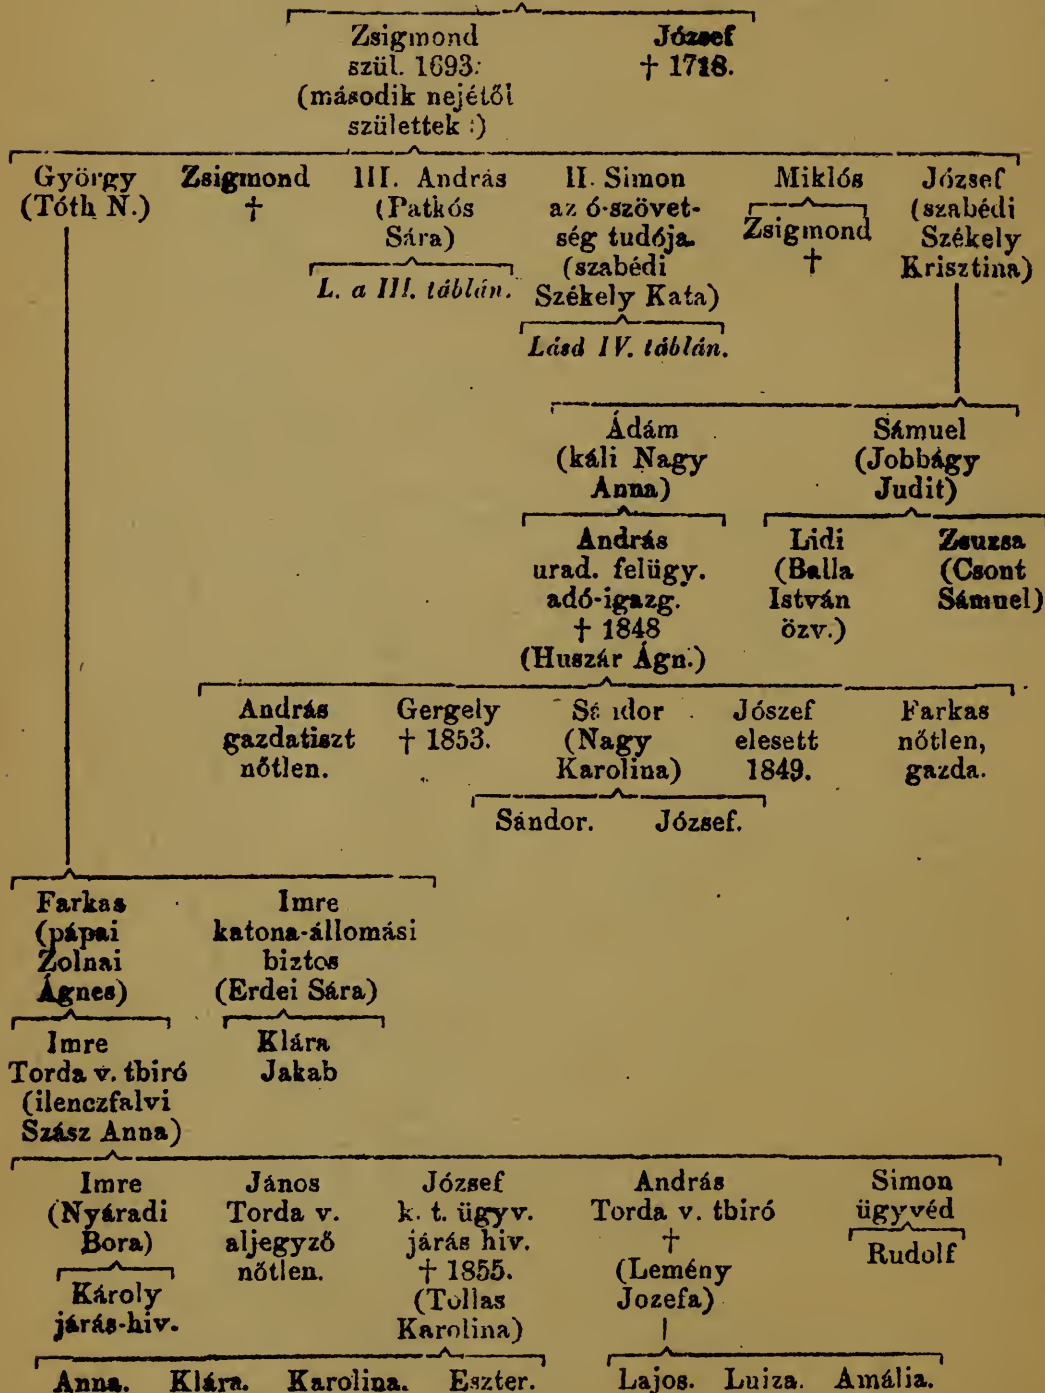 Zsigmond József
szül. 1693. † 1718.
(második nejétől
születtek :)
György Zsigmond III. András II. Simon Miklós József
(Tóth N.) † (Patkós az ó-szövet- Zsigmond (szabédi
Sára) ség tudója. † Székely
L. a III. táblán. (szabédi Krisztina)
Székely Kata)
Lásd IV. táblán.
Ádám Sámuel
(káli Nagy (Jobbágy
Anna) Judit)
András Lidi Zsuzsa
urad. felügy. (Balla (Csont
adó-igazg. István Sámuel)
† 1848 özv.)
(Huszár Ágn.)
András Gergely Sándor Jószef Farkas
gazdatiszt † 1853. (Nagy elesett nőtlen,
nőtlen. Karolina) 1849. gazda.
Sándor. József.
Farkas Imre
(pápai katona-állomási
Zolnai biztos
Ágnes) (Erdei Sára)
Imre Klára
Torda v. tbiró Jakab
(ilenczfalvi
Szász Anna)
Imre János József András Simon
(Nyáradi Torda v. k. t. ügyv. Torda v. tbiró ügyvéd
Bora) aljegyző járás hiv. † Rudolf
Károly nőtlen. † 1855. (Lemény
járás-hiv. (Tollas Jozefa)
Karolina)
Anna. Klára. Karolina. Eszter. Lajos. Luiza. Amália.